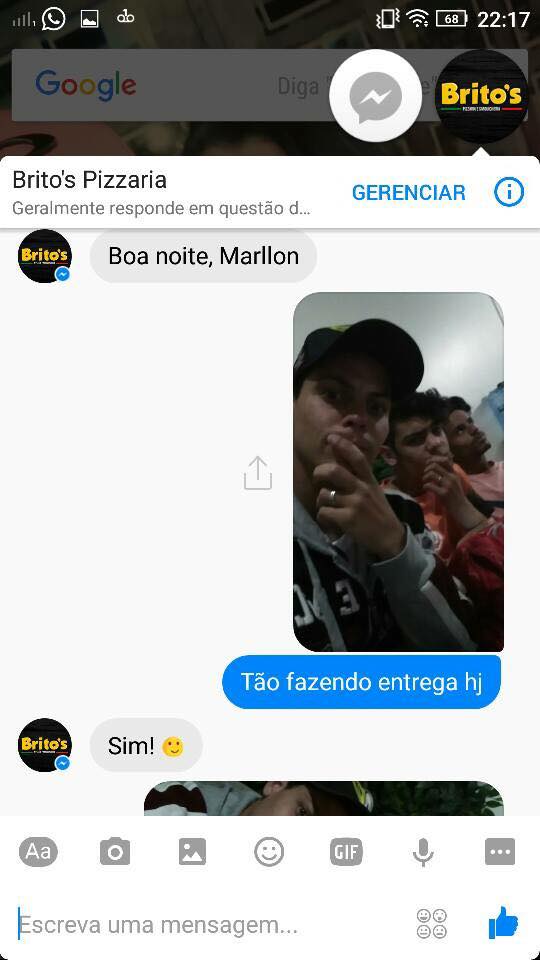 68 22:17
Google
Diga "
e"
Brito's
Brito's Pizzaria
Geralmente responde em questão d...
GERENCIAR
Brito's
Boa noite, Marllon
Tão fazendo entrega hj
Brito's
Sim! 🙂
Aa
GIF
Escreva uma mensagem...